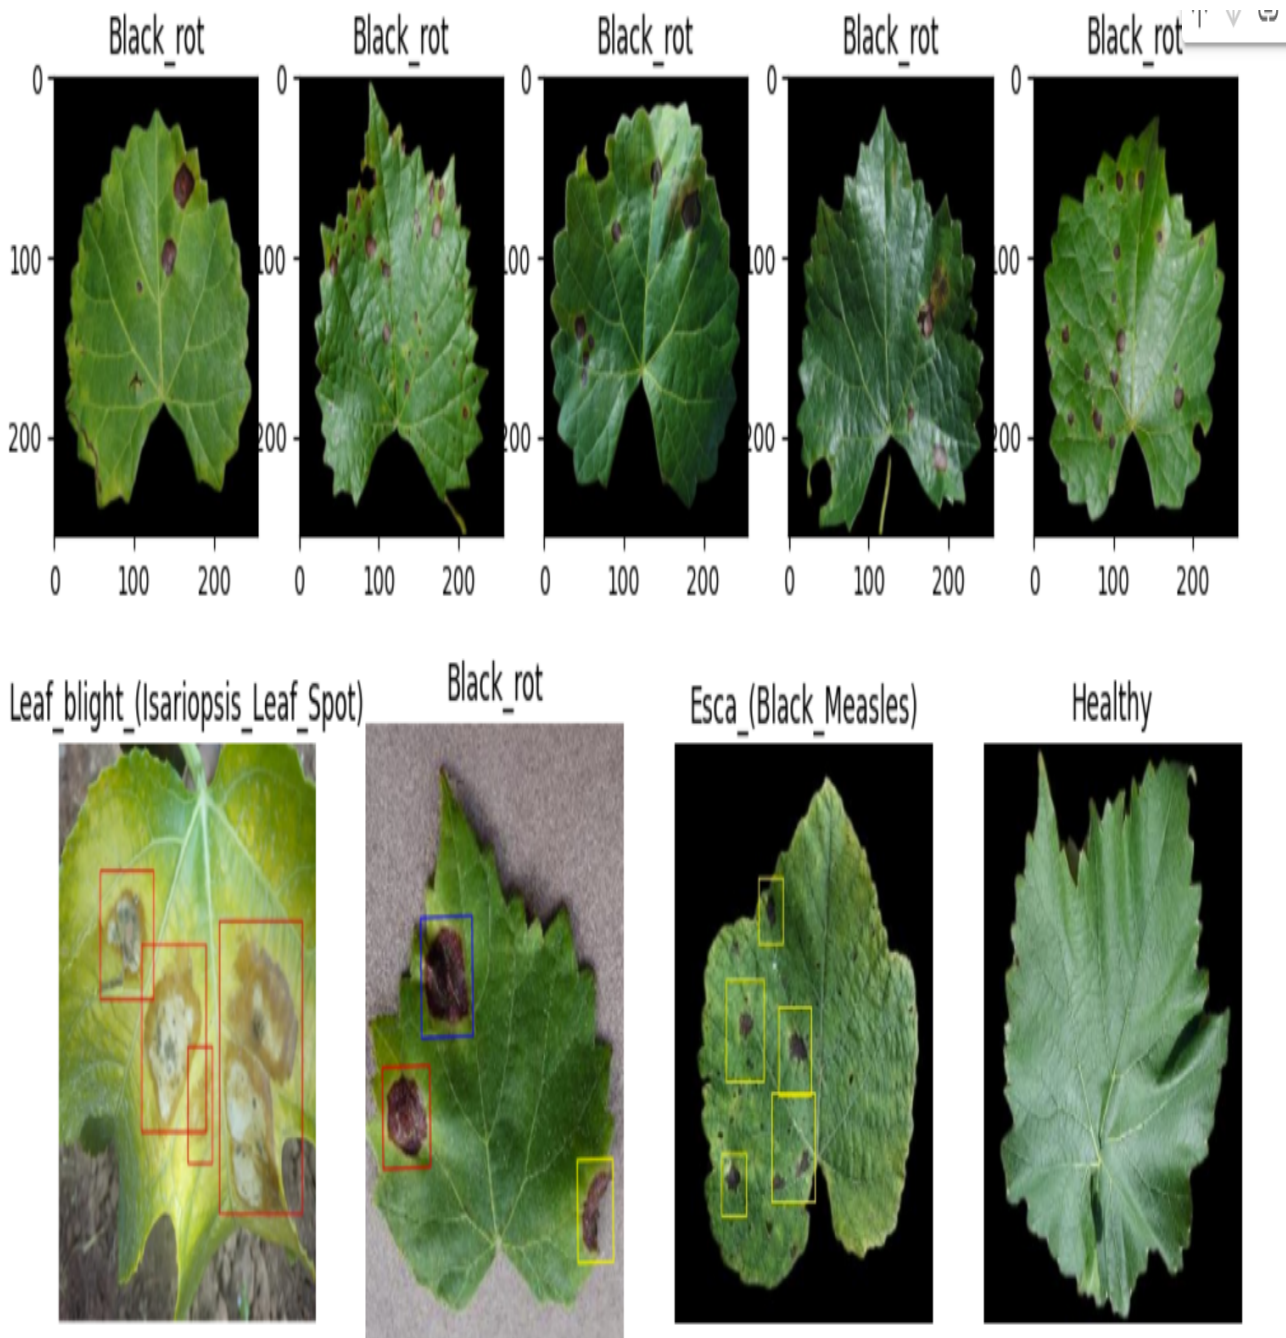 Black_rot Black_rot Black_rot Black_rot Black_rot
0 0 0 0 0
100 100 100 100 100
200 200 200 200 200
0 100 200 0 100 200 0 100 200 0 100 200 0 100 200
Leaf_blight_(Isariopsis_Leaf_Spot) Black_rot Esca_(Black_Measles) Healthy